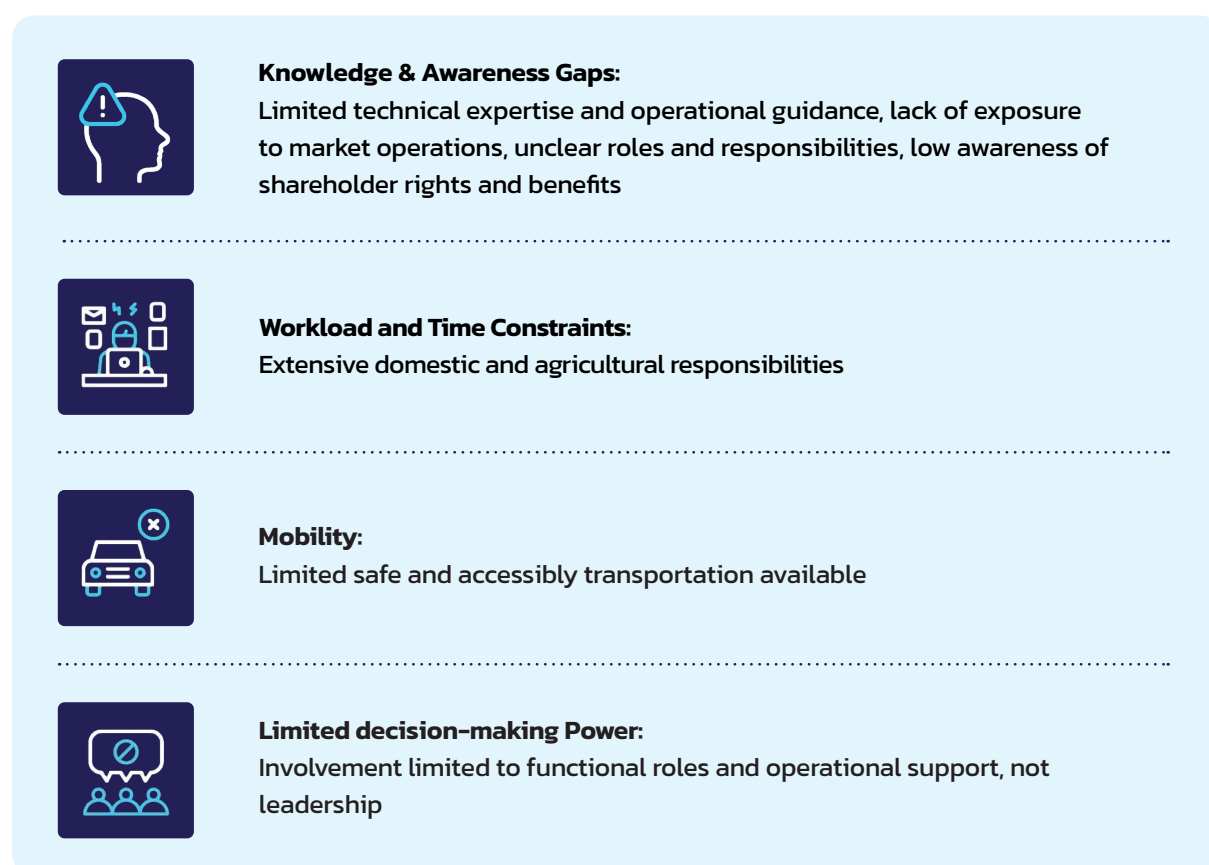 Knowledge & Awareness Gaps:
Limited technical expertise and operational guidance, lack of exposure
to market operations, unclear roles and responsibilities, low awareness of
shareholder rights and benefits
Workload and Time Constraints:
Extensive domestic and agricultural responsibilities
Mobility:
Limited safe and accessibly transportation available
Limited decision-making Power:
Involvement limited to functional roles and operational support, not
leadership